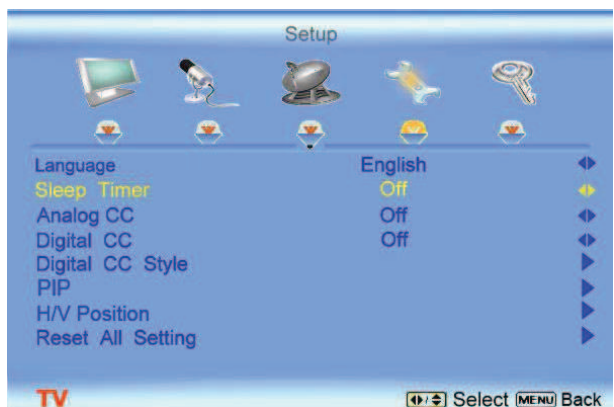 Setup
Language English
Sleep Timer Off
Analog CC Off
Digital CC Off
Digital CC Style
PIP
H/V Position
Reset All Setting
TV Select MENU Back